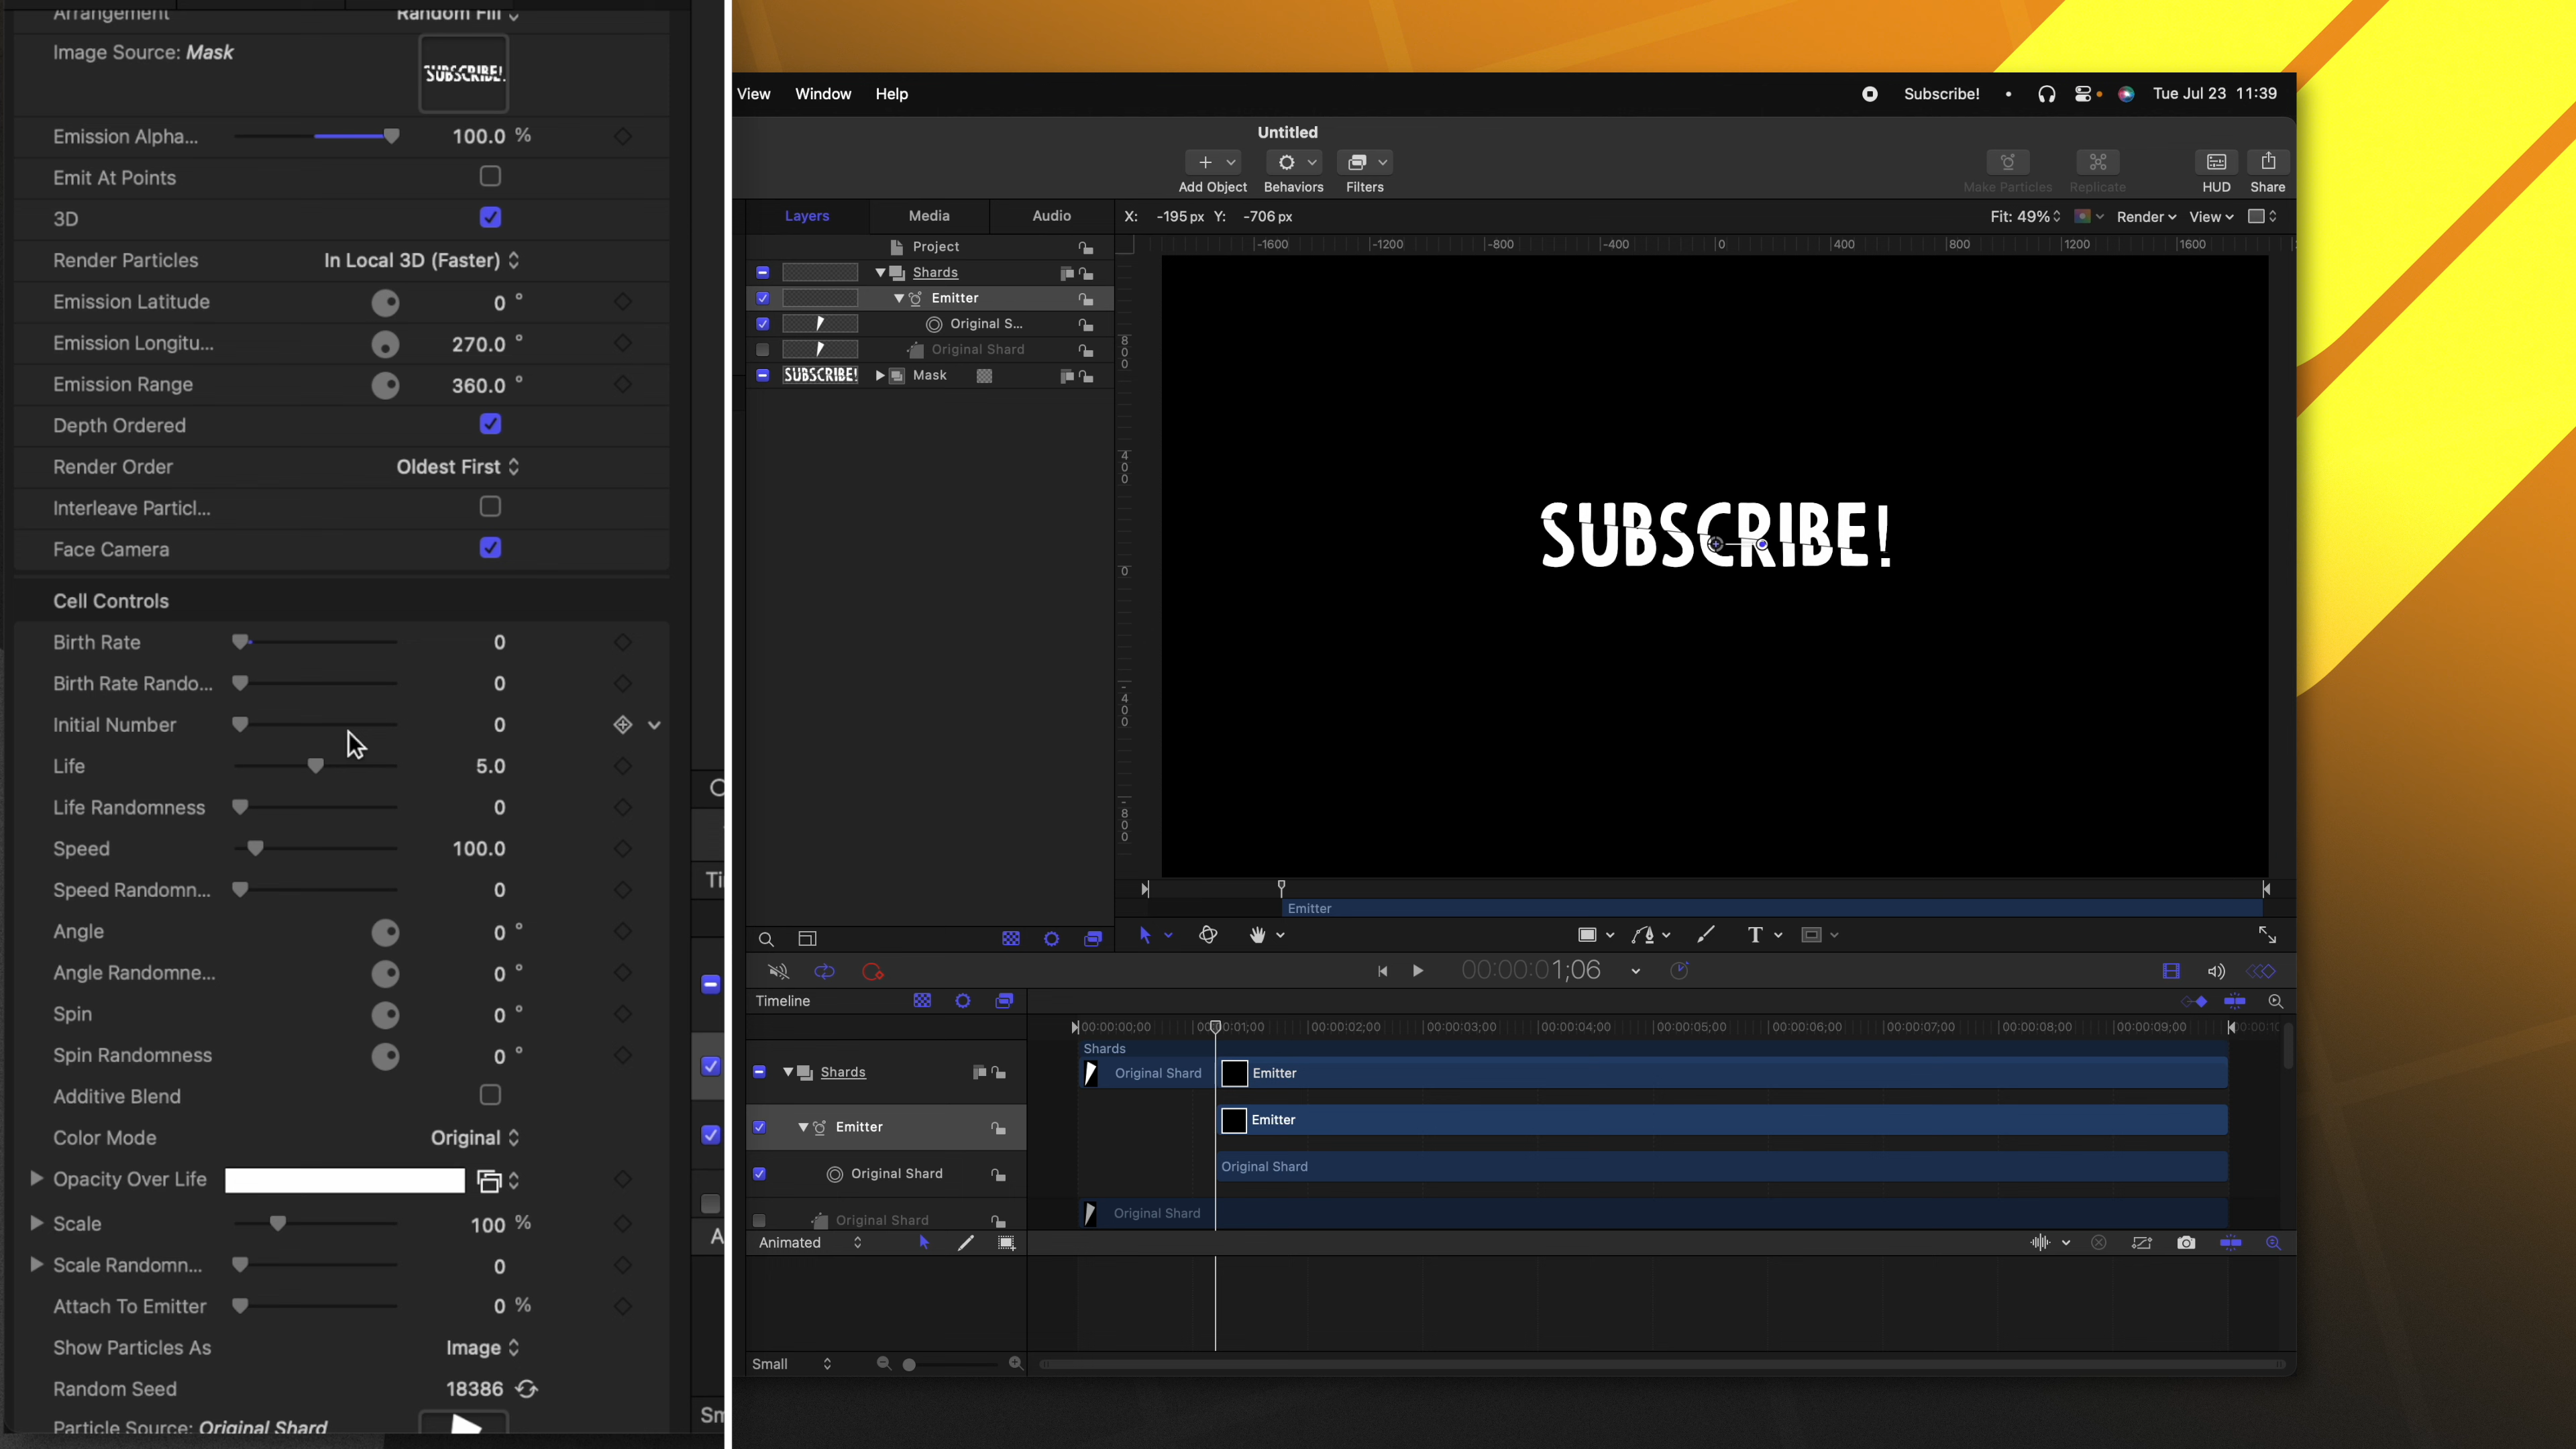 Arrangement Random Fill
Image Source: Mask
SUBSCRIBE!
Emission Alpha... 100.0 %
Emit At Points
3D
Render Particles In Local 3D (Faster)
Emission Latitude 0 °
Emission Longitu... 270.0 °
Emission Range 360.0 °
Depth Ordered
Render Order Oldest First
Interleave Particl...
Face Camera
Cell Controls
Birth Rate 0
Birth Rate Rando... 0
Initial Number 0
Life 5.0
Life Randomness 0
Speed 100.0
Speed Randomn... 0
Angle 0 °
Angle Randomne... 0 °
Spin 0 °
Spin Randomness 0 °
Additive Blend
Color Mode Original
Opacity Over Life
Scale 100 %
Scale Randomn... 0
Attach To Emitter 0 %
Show Particles As Image
Random Seed 18386
Particle Source: Original Shard
View Window Help
Subscribe! • Tue Jul 23 11:39
Untitled
Add Object Behaviors Filters Make Particles Replicate HUD Share
Layers Media Audio
X: -195 px Y: -706 px
Fit: 49% Render View
Project
Shards
Emitter
Original S...
Original Shard
SUBSCRIBE! Mask
-1600 -1200 -800 -400 0 400 800 1200 1600
800
400
0
-400
-800
SUBSCRIBE!
Emitter
T
00:00:01;06
Timeline
00:00:00;00 00:00:01;00 00:00:02;00 00:00:03;00 00:00:04;00 00:00:05;00 00:00:06;00 00:00:07;00 00:00:08;00 00:00:09;00
Shards
Shards Original Shard Emitter
Emitter Emitter
Original Shard Original Shard
Original Shard Original Shard
Animated
Small